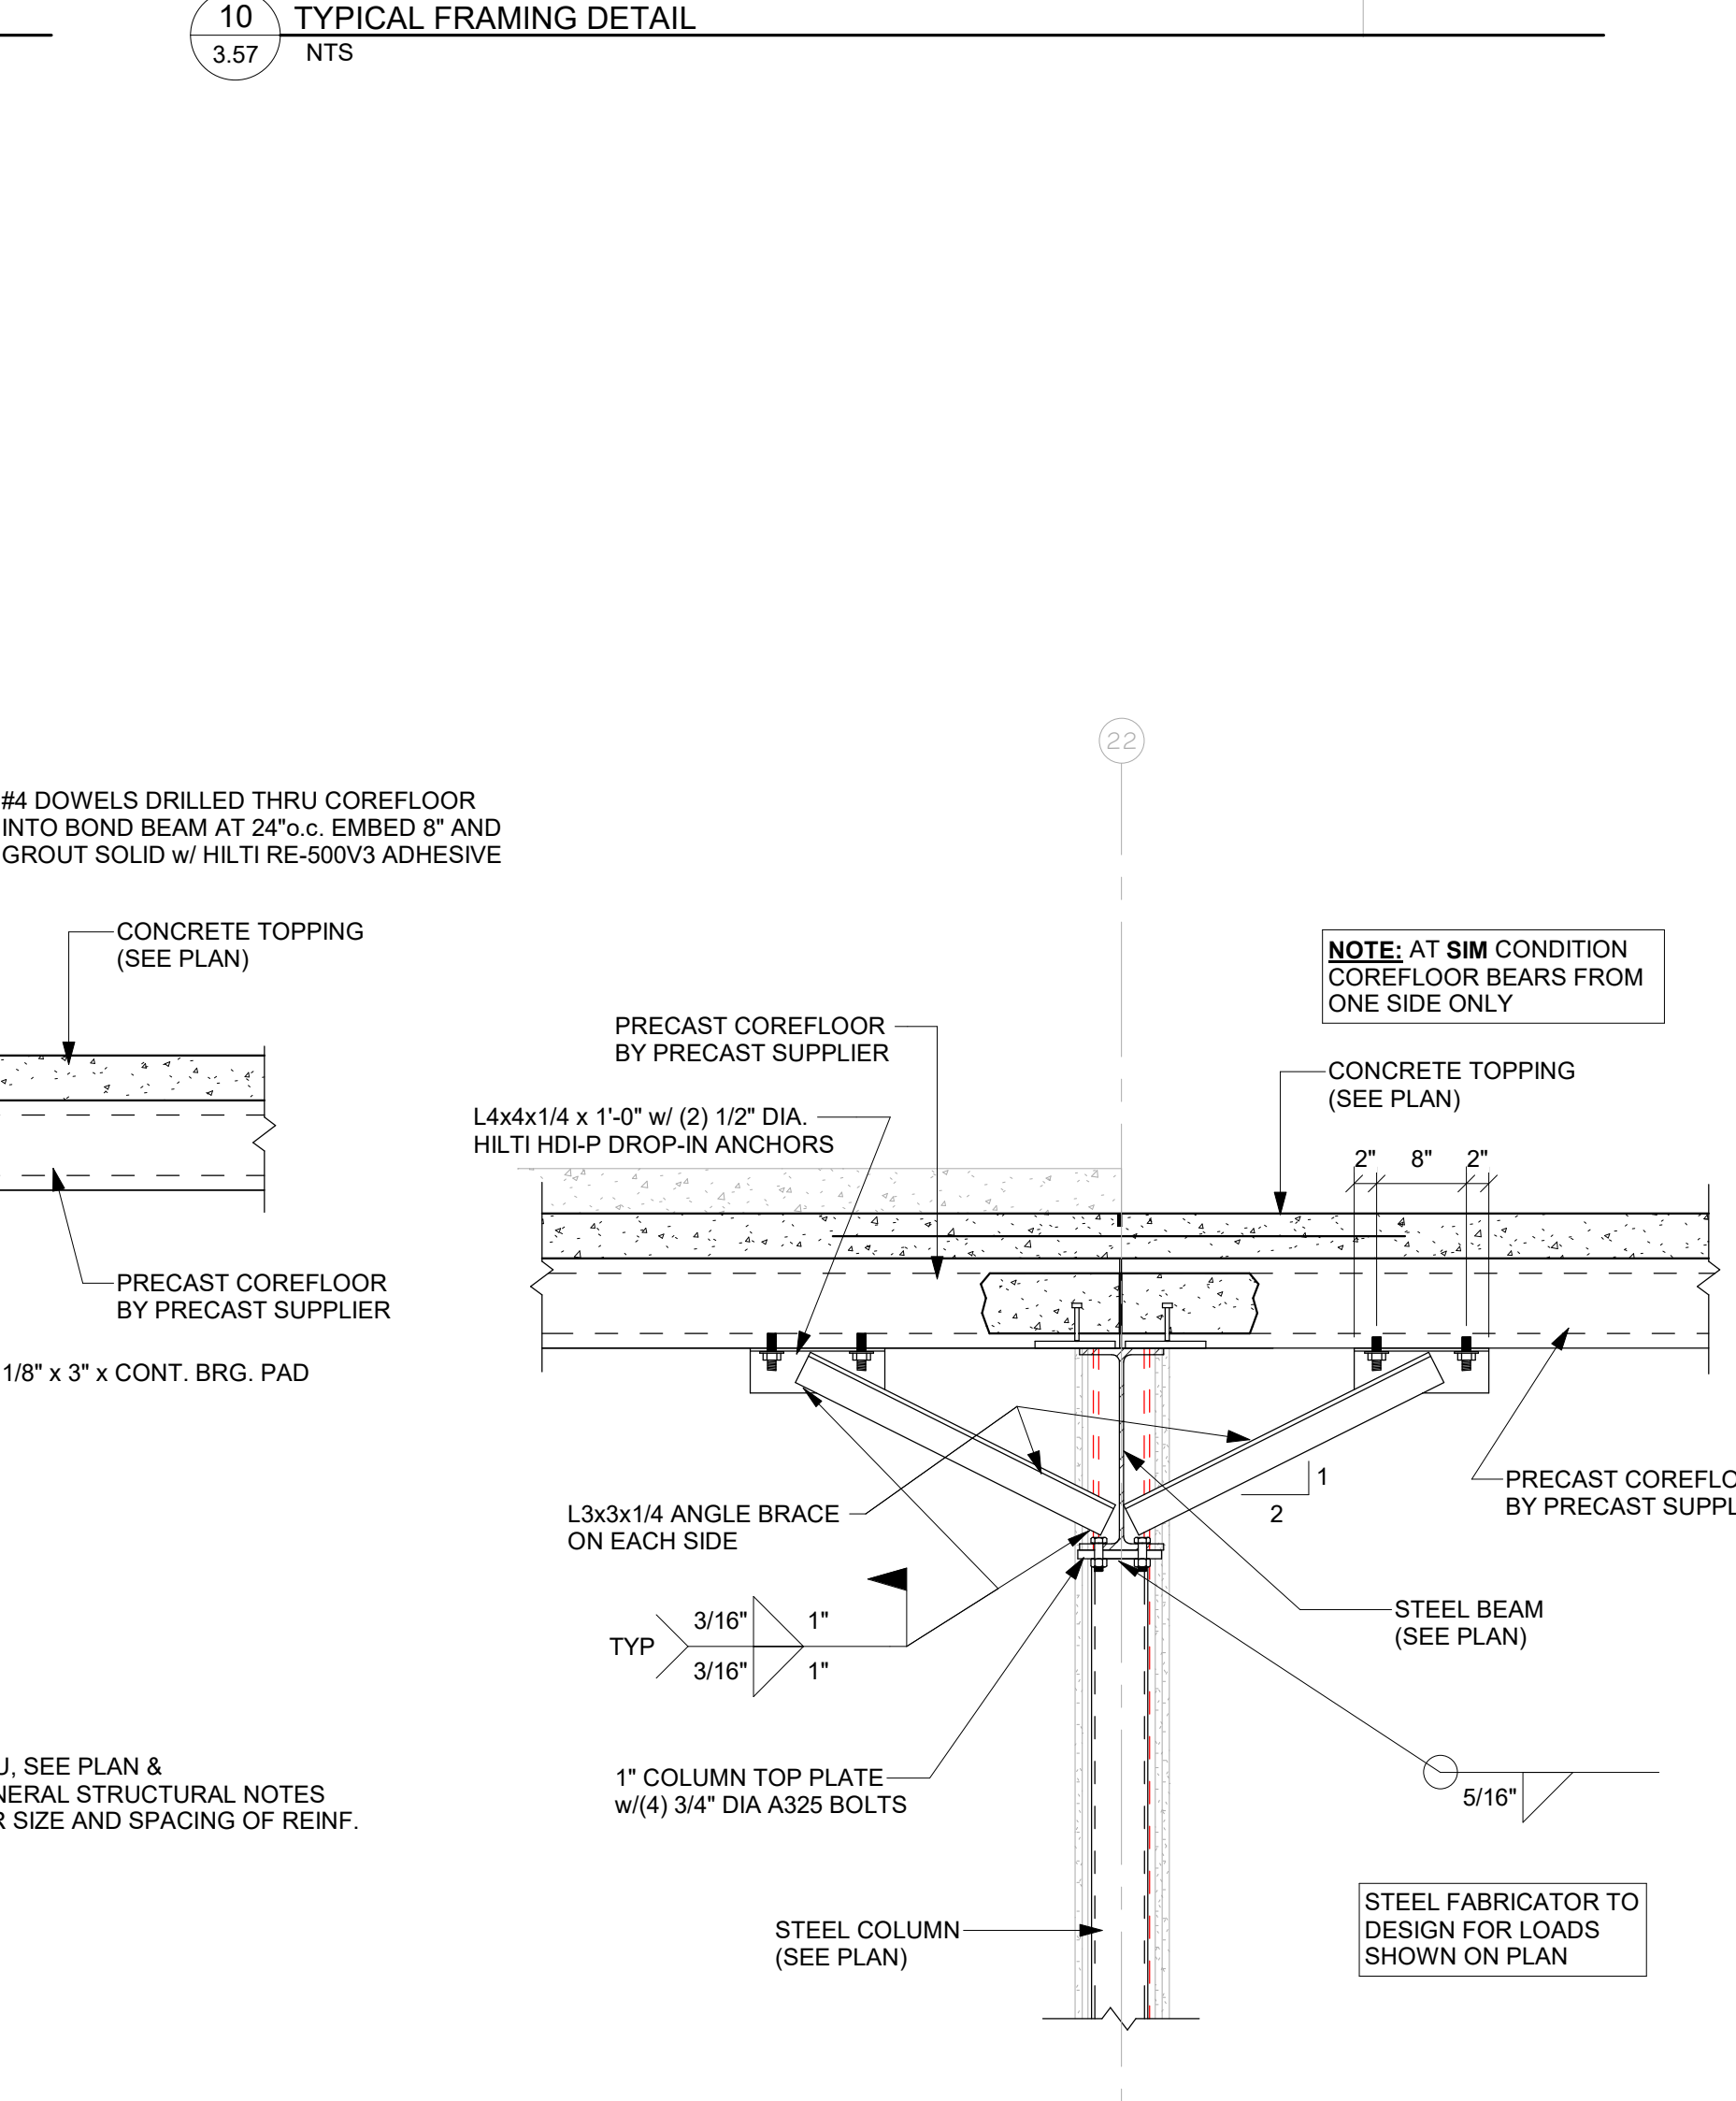 10
3.57
TYPICAL FRAMING DETAIL
NTS
22
#4 DOWELS DRILLED THRU COREFLOOR
INTO BOND BEAM AT 24"o.c. EMBED 8" AND
GROUT SOLID w/ HILTI RE-500V3 ADHESIVE
CONCRETE TOPPING
(SEE PLAN)
PRECAST COREFLOOR
BY PRECAST SUPPLIER
1/8" x 3" x CONT. BRG. PAD
SEE PLAN &
STRUCTURAL NOTES
SIZE AND SPACING OF REINF.
NOTE: AT SIM CONDITION
COREFLOOR BEARS FROM
ONE SIDE ONLY
PRECAST COREFLOOR
BY PRECAST SUPPLIER
CONCRETE TOPPING
(SEE PLAN)
L4x4x1/4 x 1'-0" w/ (2) 1/2" DIA.
HILTI HDI-P DROP-IN ANCHORS
2" 8" 2"
L3x3x1/4 ANGLE BRACE
ON EACH SIDE
1
2
PRECAST
BY PRECAST
TYP
3/16" 1"
3/16" 1"
STEEL BEAM
(SEE PLAN)
1" COLUMN TOP PLATE
w/(4) 3/4" DIA A325 BOLTS
5/16"
STEEL COLUMN
(SEE PLAN)
STEEL FABRICATOR TO
DESIGN FOR LOADS
SHOWN ON PLAN